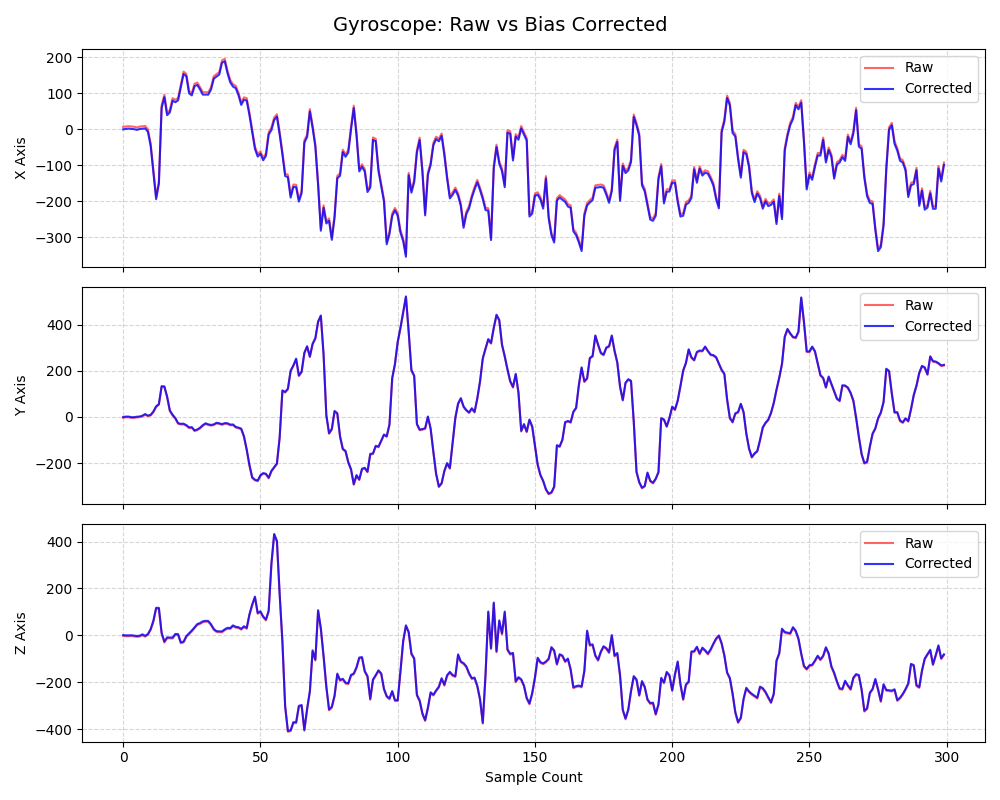 Gyroscope: Raw vs Bias Corrected
200
100
0
−100
−200
−300
X Axis
Raw
Corrected
400
200
0
−200
Y Axis
Raw
Corrected
400
200
0
−200
−400
Z Axis
Raw
Corrected
0 50 100 150 200 250 300
Sample Count